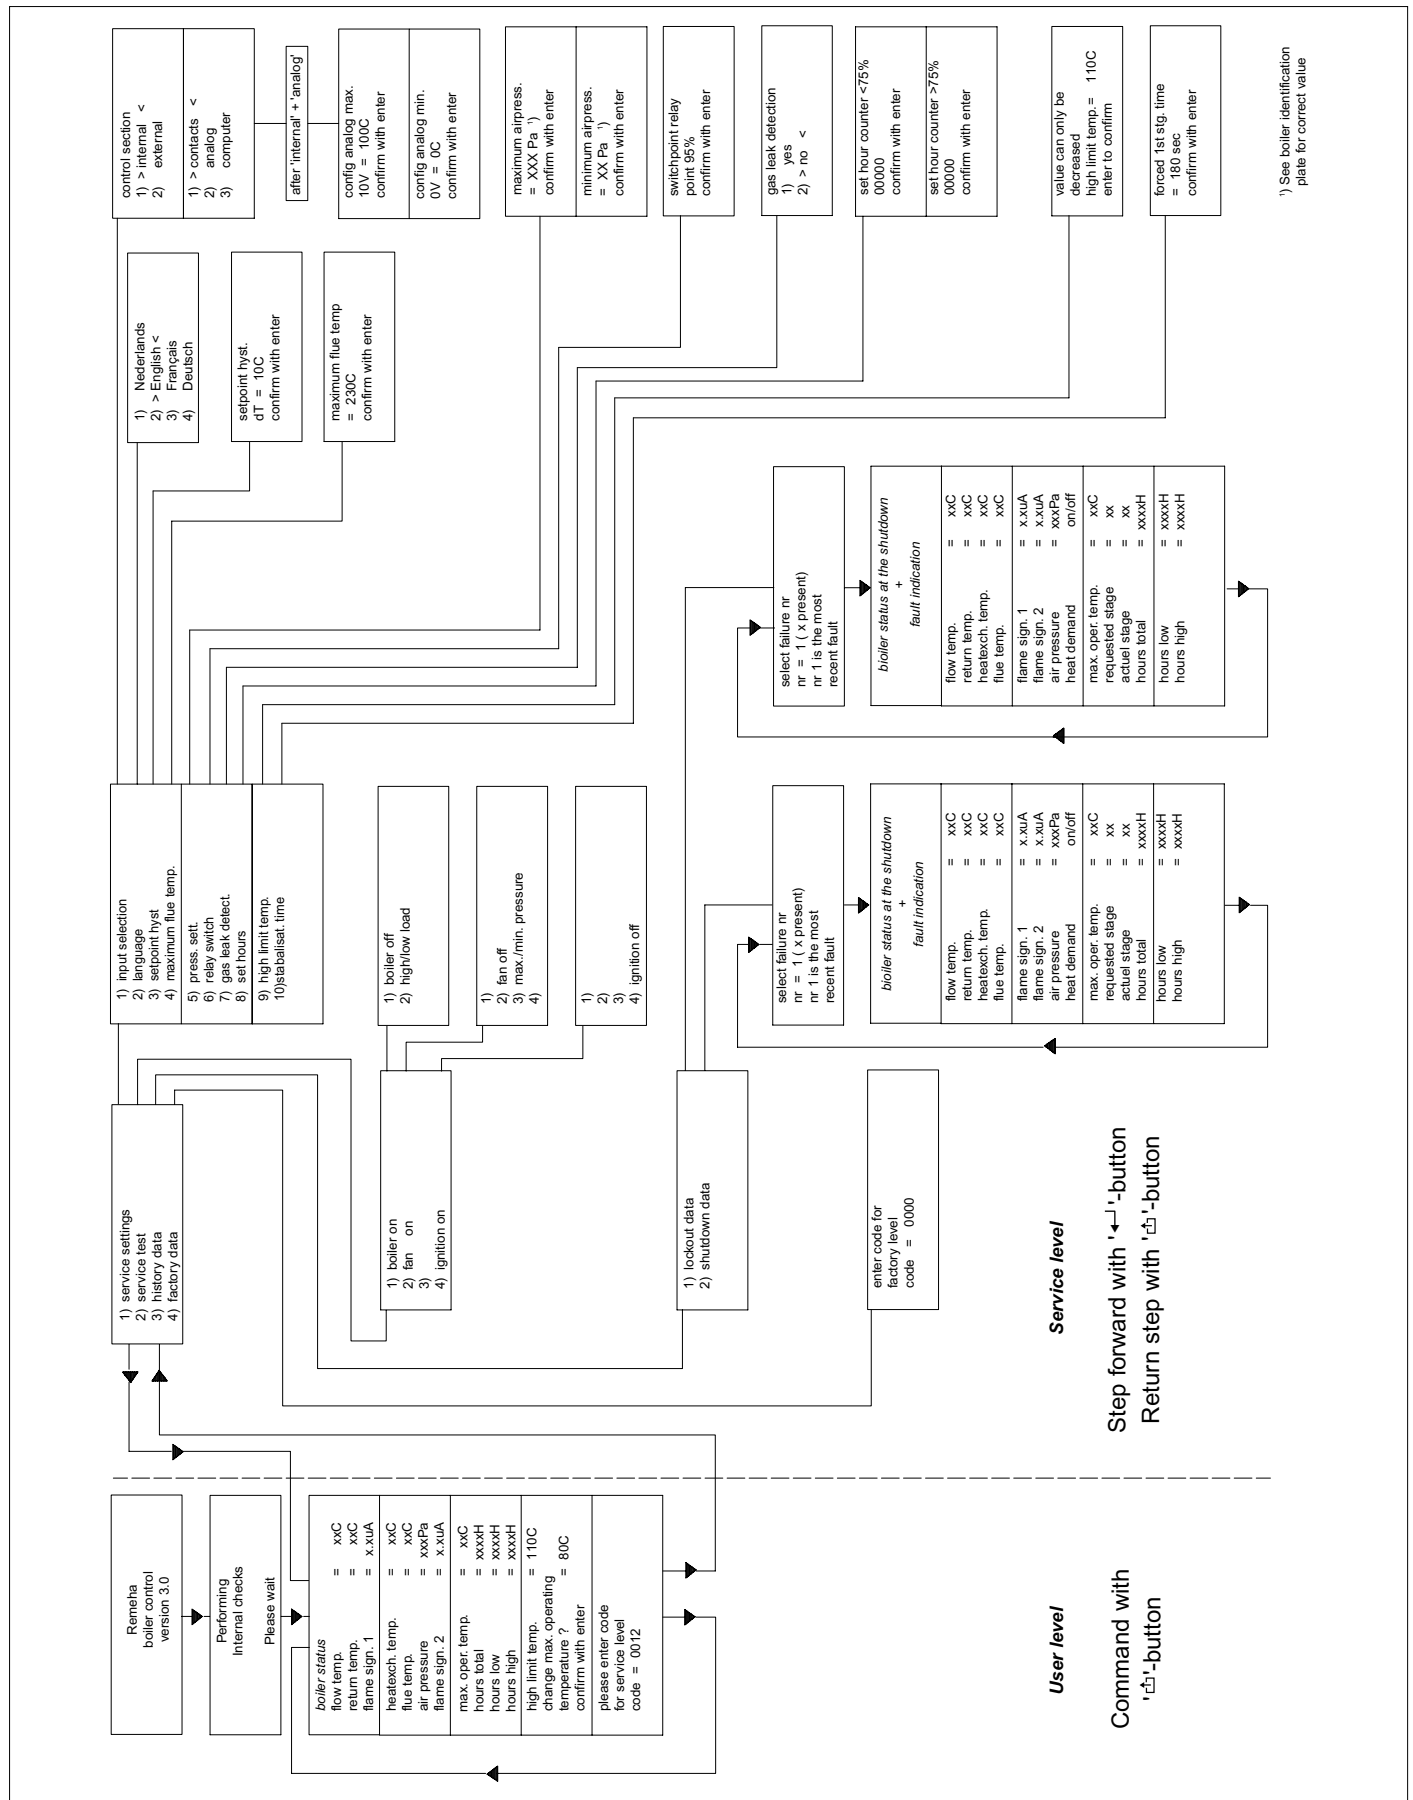 Remeha
boiler control
version 3.0
Performing
Internal checks
Please wait
boiler status
flow temp. = xxC
return temp. = xxC
flame sign. 1 = x.xuA
heatexch. temp. = xxC
flue temp. = xxC
air pressure = xxxPa
flame sign. 2 = x.xuA
max. oper. temp. = xxC
hours total = xxxxH
hours low = xxxxH
hours high = xxxxH
high limit temp. = 110C
change max. operating
temperature ? = 80C
confirm with enter
please enter code
for service level
code = 0012
User level
Command with
'⇧'-button
1) service settings
2) service test
3) history data
4) factory data
1) boiler on
2) fan on
3)
4) ignition on
1) lockout data
2) shutdown data
enter code for
factory level
code = 0000
Service level
Step forward with '↵'-button
Return step with '⇧'-button
1) input selection
2) language
3) setpoint hyst
4) maximum flue temp.
5) press. sett.
6) relay switch
7) gas leak detect.
8) set hours
9) high limit temp.
10)stabalisat. time
1) boiler off
2) high/low load
1)
2) fan off
3) max./min. pressure
4)
1)
2)
3)
4) ignition off
select failure nr
nr = 1 ( x present)
nr 1 is the most
recent fault
bioiler status at the shutdown
+
fault indication
flow temp. = xxC
return temp. = xxC
heatexch. temp. = xxC
flue temp. = xxC
flame sign. 1 = x.xuA
flame sign. 2 = x.xuA
air pressure = xxxPa
heat demand on/off
max. oper. temp. = xxC
requested stage = xx
actuel stage = xx
hours total = xxxxH
hours low = xxxxH
hours high = xxxxH
select failure nr
nr = 1 ( x present)
nr 1 is the most
recent fault
bioiler status at the shutdown
+
fault indication
flow temp. = xxC
return temp. = xxC
heatexch. temp. = xxC
flue temp. = xxC
flame sign. 1 = x.xuA
flame sign. 2 = x.xuA
air pressure = xxxPa
heat demand on/off
max. oper. temp. = xxC
requested stage = xx
actuel stage = xx
hours total = xxxxH
hours low = xxxxH
hours high = xxxxH
1) Nederlands
2) > English <
3) Français
4) Deutsch
setpoint hyst.
dT = 10C
confirm with enter
maximum flue temp
= 230C
confirm with enter
control section
1) > internal <
2) external
1) > contacts <
2) analog
3) computer
after 'internal' + 'analog'
config analog max.
10V = 100C
confirm with enter
config analog min.
0V = 0C
confirm with enter
maximum airpress.
= XXX Pa ¹)
confirm with enter
minimum airpress.
= XX Pa ¹)
confirm with enter
switchpoint relay
point 95%
confirm with enter
gas leak detection
1) yes
2) > no <
set hour counter <75%
00000
confirm with enter
set hour counter >75%
00000
confirm with enter
value can only be
decreased
high limit temp. = 110C
enter to confirm
forced 1st stg. time
= 180 sec
confirm with enter
¹) See boiler identification
plate for correct value